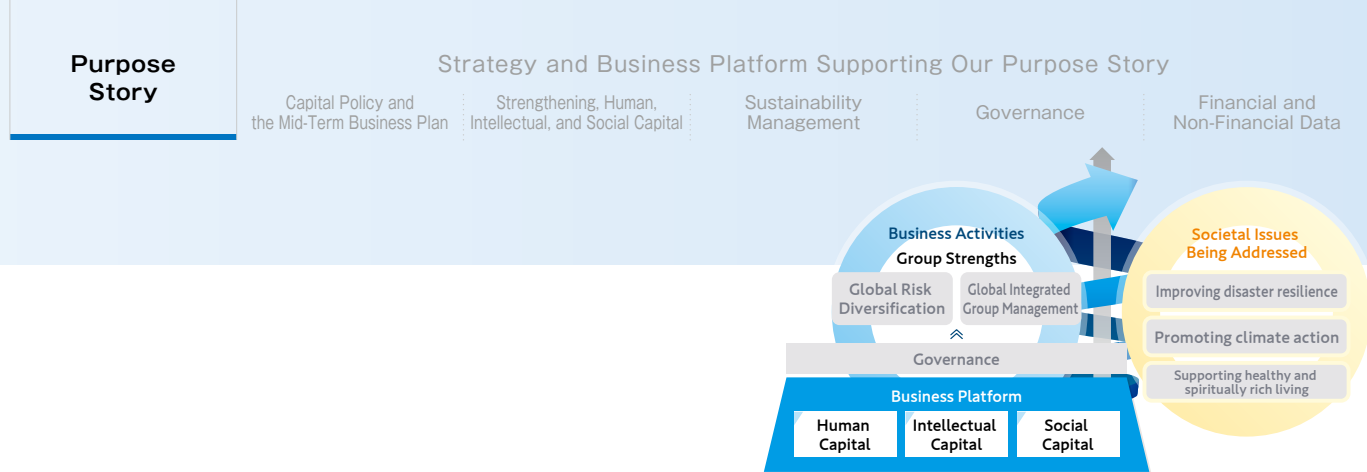 Purpose
Story
Strategy and Business Platform Supporting Our Purpose Story
Capital Policy and
the Mid-Term Business Plan
Strengthening, Human,
Intellectual, and Social Capital
Sustainability
Management
Governance
Financial and
Non-Financial Data
Business Activities
Group Strengths
Global Risk
Diversification
Global Integrated
Group Management
Governance
Business Platform
Human
Capital
Intellectual
Capital
Social
Capital
Societal Issues
Being Addressed
Improving disaster resilience
Promoting climate action
Supporting healthy and
spiritually rich living